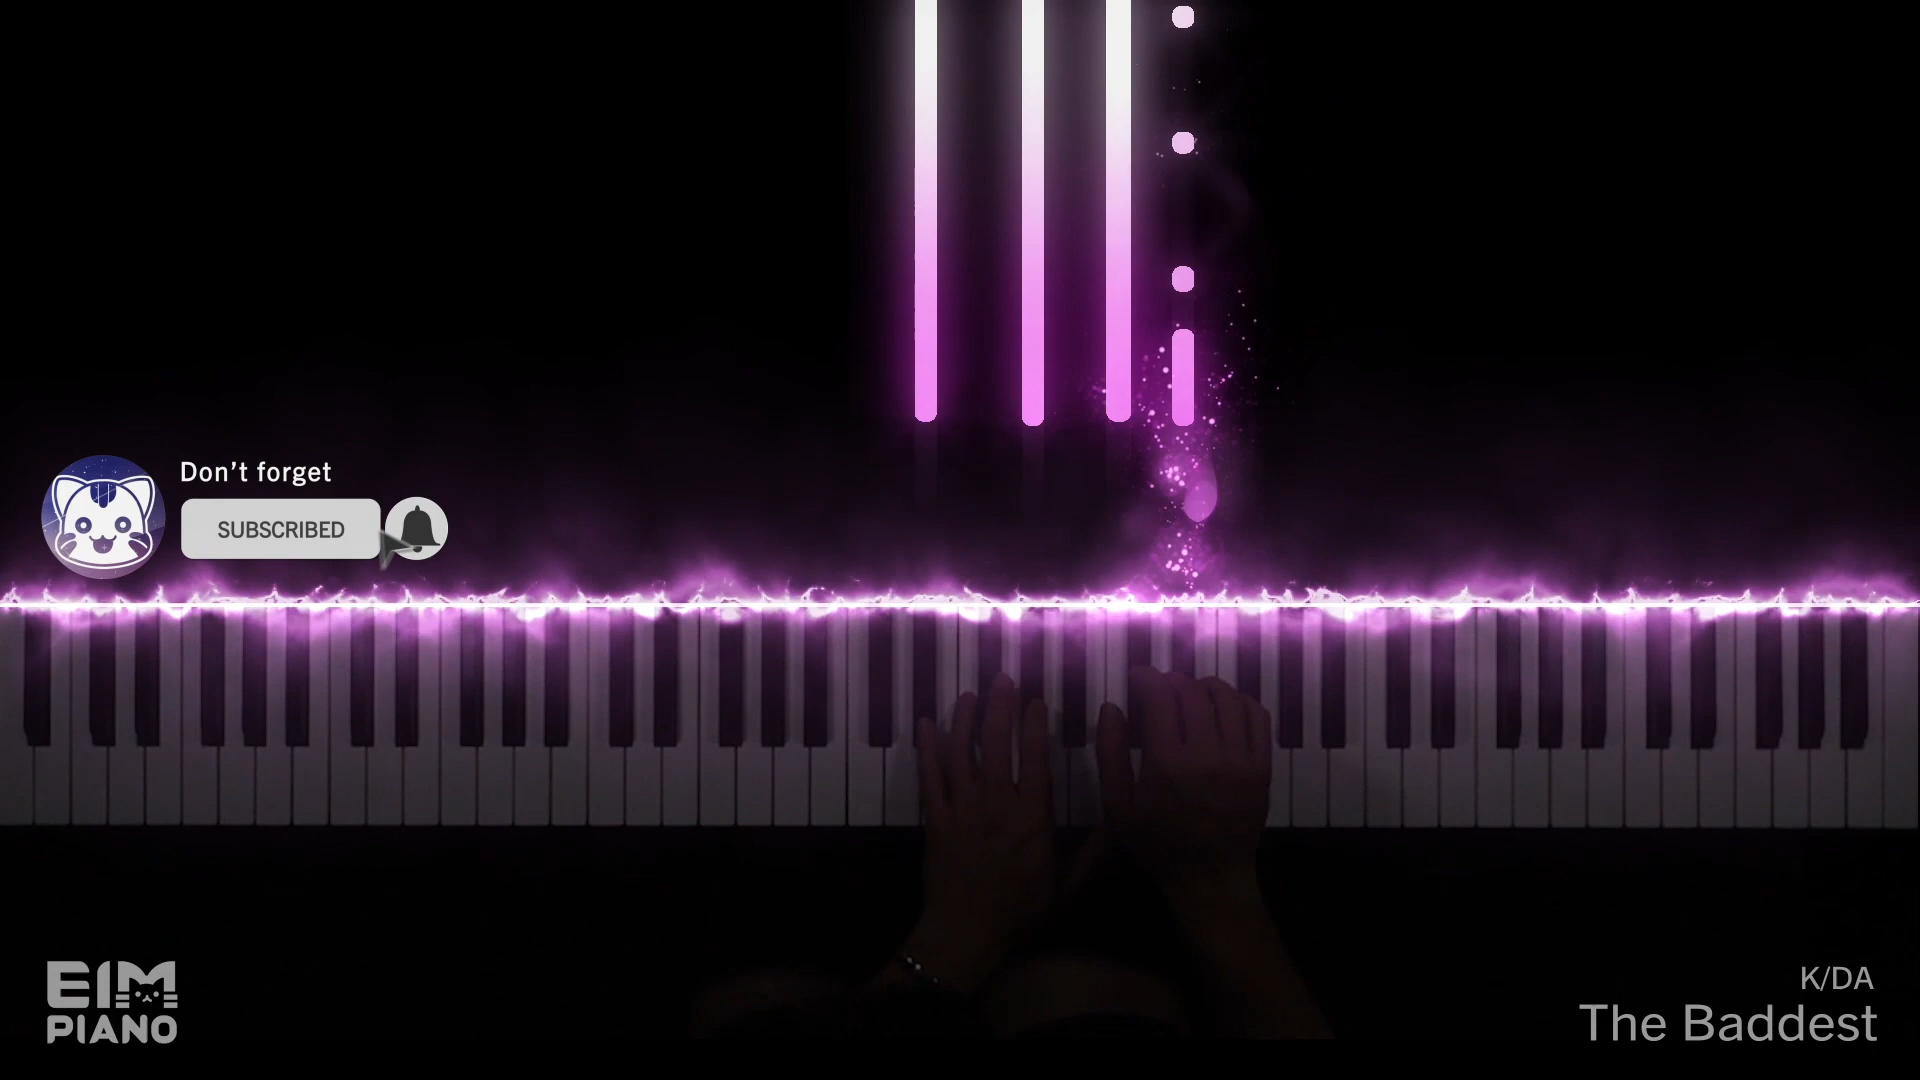 Don't forget
SUBSCRIBED
EIM
PIANO
K/DA
The Baddest